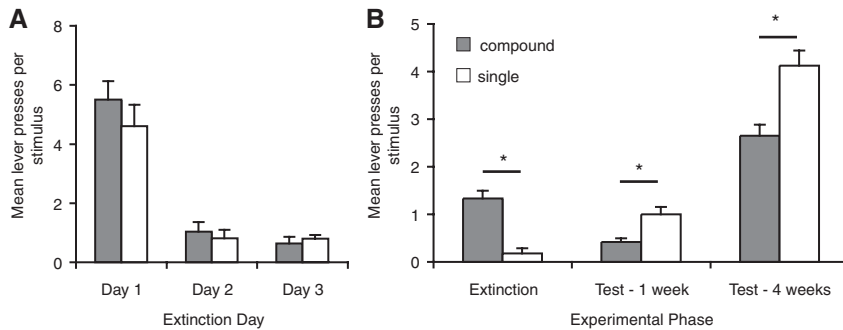 A
Mean lever presses per
stimulus
8
6
4
2
0
Day 1 Day 2 Day 3
Extinction Day
B
Mean lever presses per
stimulus
5
4
3
2
1
0
compound
single
*
*
*
Extinction Test - 1 week Test - 4 weeks
Experimental Phase